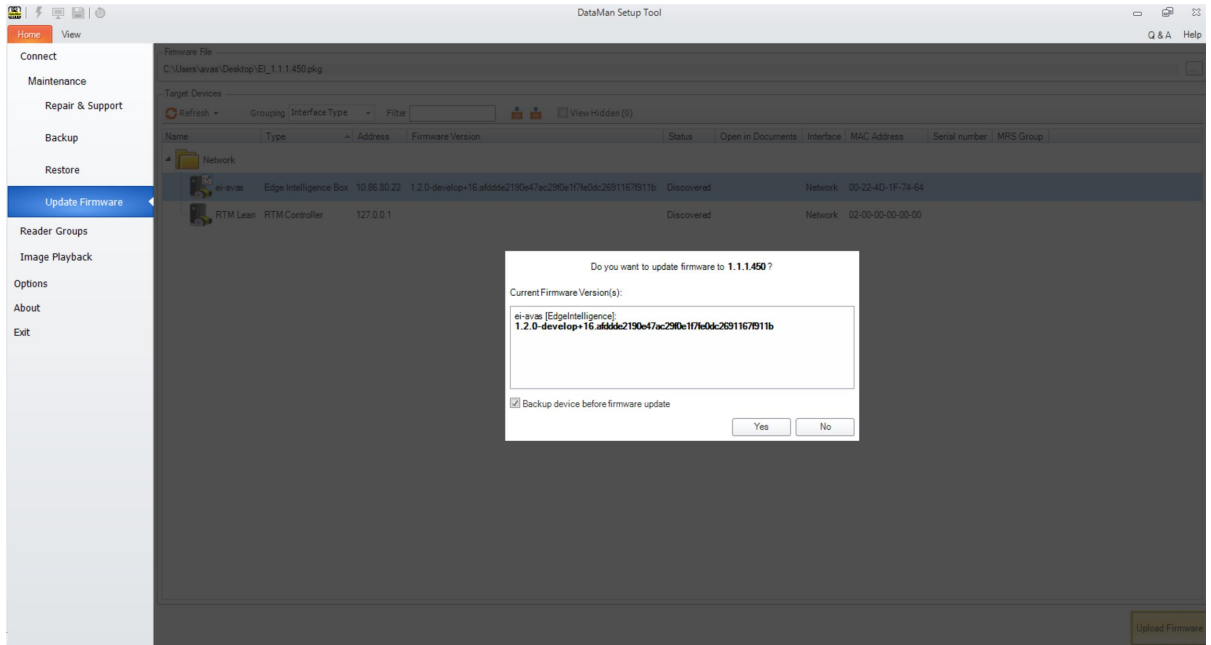 DataMan Setup Tool
Home View Q & A Help
Connect
Maintenance
Repair & Support
Backup
Restore
Update Firmware
Reader Groups
Image Playback
Options
About
Exit
Firmware File
C:\Users\avas\Desktop\EI_1.1.1.450.pkg ...
Target Devices
Refresh Grouping Interface Type Filter View Hidden (0)
Name Type Address Firmware Version Status Open in Documents Interface MAC Address Serial number MRS Group
Network
ei-avas Edge Intelligence Box 10.86.80.22 1.2.0-develop+16.afddde2190e47ac29f0e1f7fe0dc2691167f911b Discovered Network 00-22-4D-1F-74-64
RTM Lean RTM Controller 127.0.0.1 Discovered Network 02-00-00-00-00-00
Do you want to update firmware to 1.1.1.450 ?
Current Firmware Version(s):
ei-avas [EdgeIntelligence]:
1.2.0-develop+16.afddde2190e47ac29f0e1f7fe0dc2691167f911b
Backup device before firmware update
Yes No
Upload Firmware